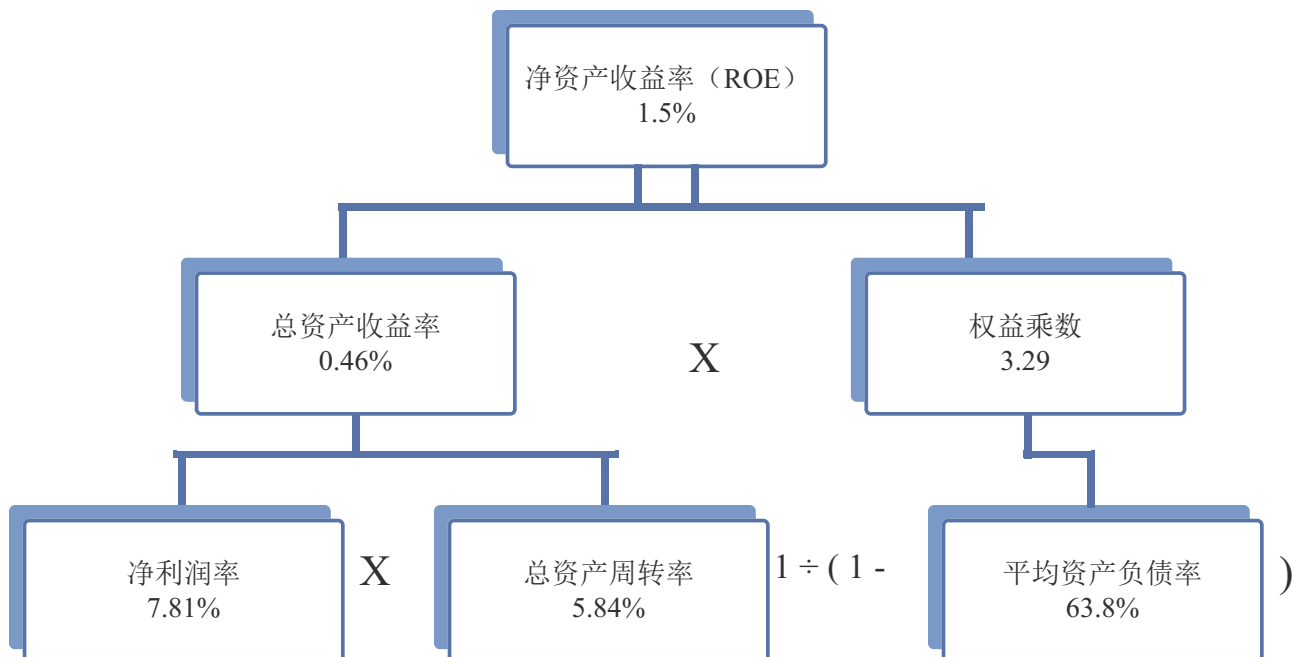 净资产收益率（ROE）
1.5%
总资产收益率
0.46%
X
权益乘数
3.29
净利润率
7.81%
X
总资产周转率
5.84%
1 ÷ ( 1 -
平均资产负债率
63.8%
)